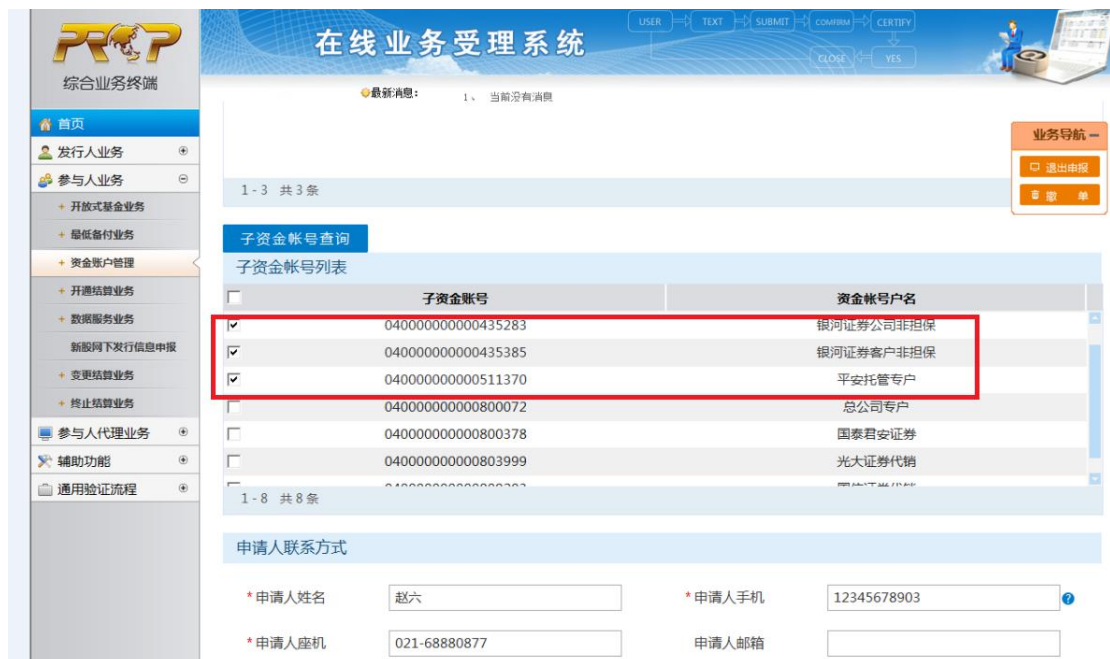 PROP
综合业务终端
在线业务受理系统
USER TEXT SUBMIT COMFIRM CERTIFY
CLOSE YES
最新消息： 1、 当前没有消息
首页
发行人业务
参与人业务
开放式基金业务
最低备付业务
资金账户管理
开通结算业务
数据服务业务
新股网下发行信息申报
变更结算业务
终止结算业务
参与人代理业务
辅助功能
通用验证流程
业务导航
退出申报
撤 单
1-3 共3条
子资金帐号查询
子资金帐号列表
子资金账号 资金帐号户名
040000000000435283 银河证券公司非担保
040000000000435385 银河证券客户非担保
040000000000511370 平安托管专户
040000000000800072 总公司专户
040000000000800378 国泰君安证券
040000000000803999 光大证券代销
1-8 共8条
申请人联系方式
*申请人姓名 赵六 *申请人手机 12345678903
*申请人座机 021-68880877 申请人邮箱